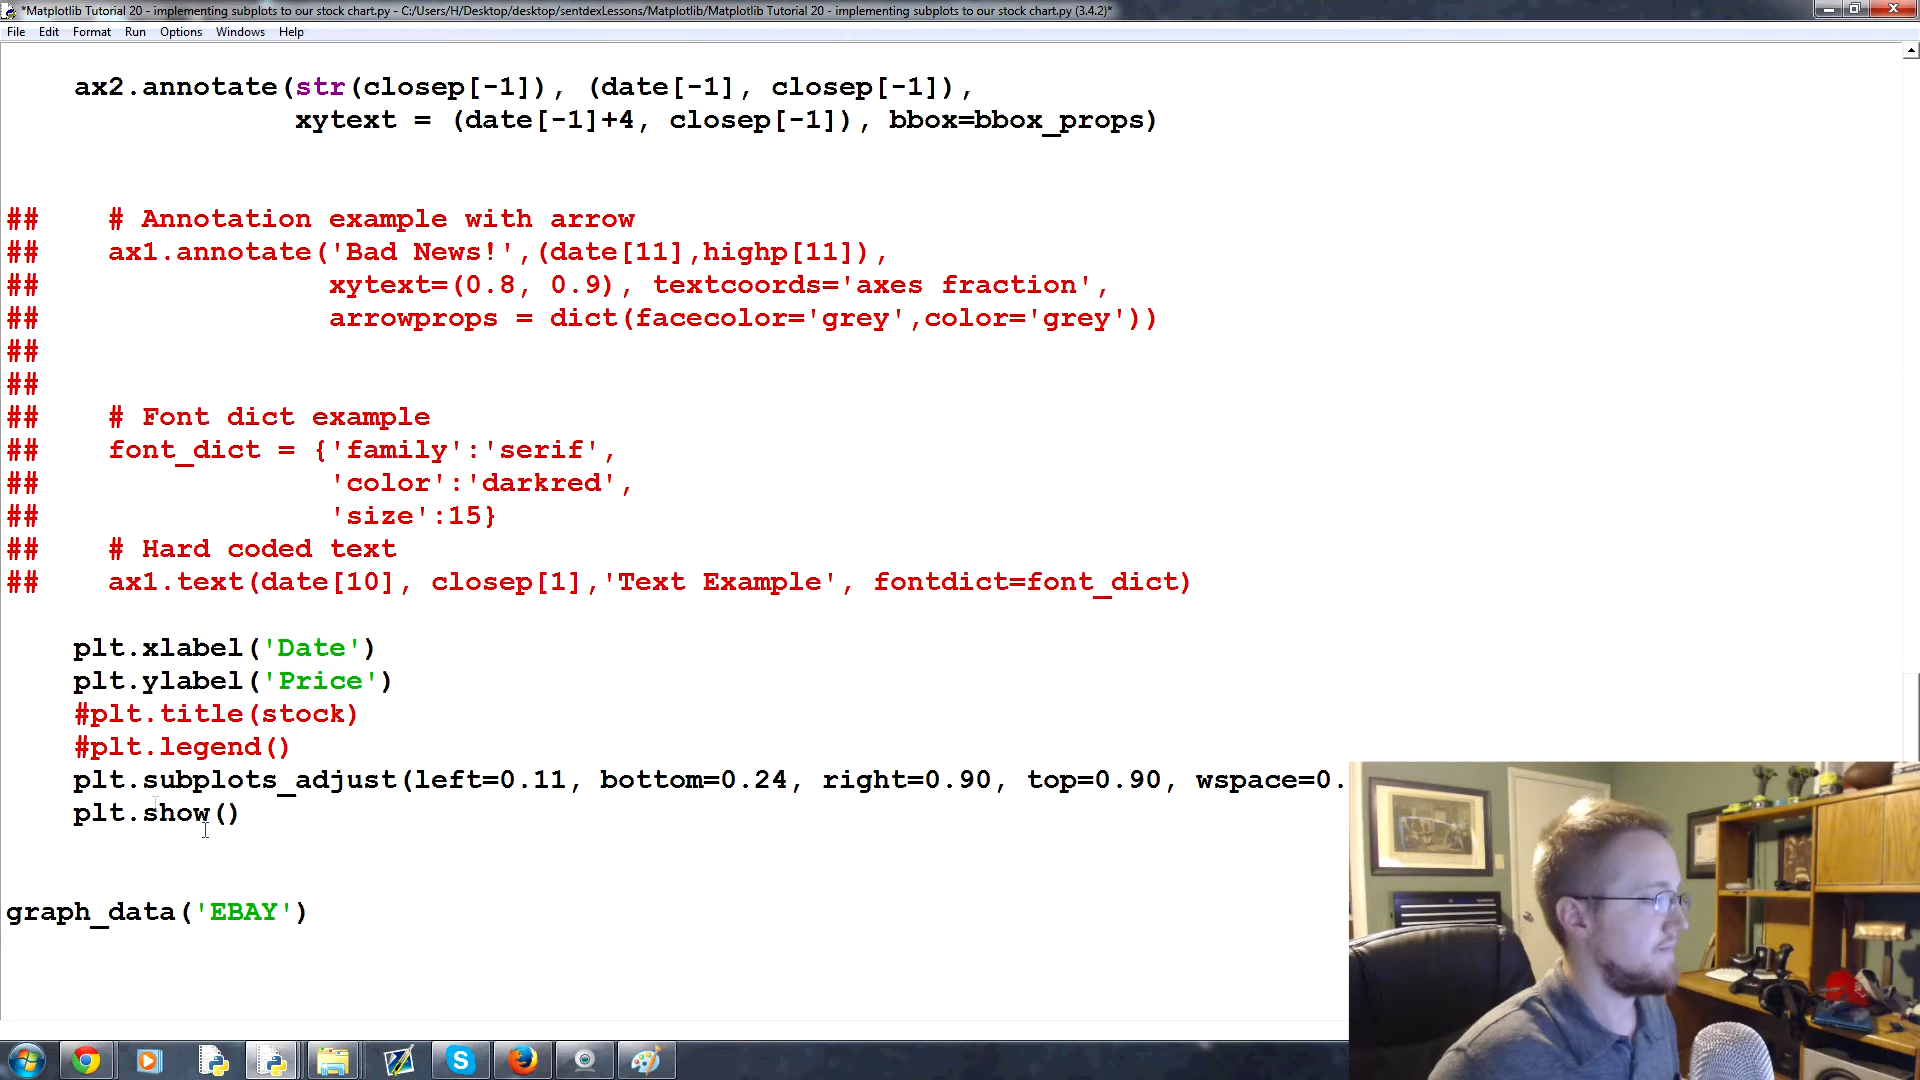 *Matplotlib Tutorial 20 - implementing subplots to our stock chart.py - C:/Users/H/Desktop/desktop/sentdexLessons/Matplotlib/Matplotlib Tutorial 20 - implementing subplots to our stock chart.py (3.4.2)*
File Edit Format Run Options Windows Help
ax2.annotate(str(closep[-1]), (date[-1], closep[-1]),
xytext = (date[-1]+4, closep[-1]), bbox=bbox_props)
## # Annotation example with arrow
## ax1.annotate('Bad News!',(date[11],highp[11]),
## xytext=(0.8, 0.9), textcoords='axes fraction',
## arrowprops = dict(facecolor='grey',color='grey'))
##
##
## # Font dict example
## font_dict = {'family':'serif',
## 'color':'darkred',
## 'size':15}
## # Hard coded text
## ax1.text(date[10], closep[1],'Text Example', fontdict=font_dict)
plt.xlabel('Date')
plt.ylabel('Price')
#plt.title(stock)
#plt.legend()
plt.subplots_adjust(left=0.11, bottom=0.24, right=0.90, top=0.90, wspace=0.
plt.show()
graph_data('EBAY')